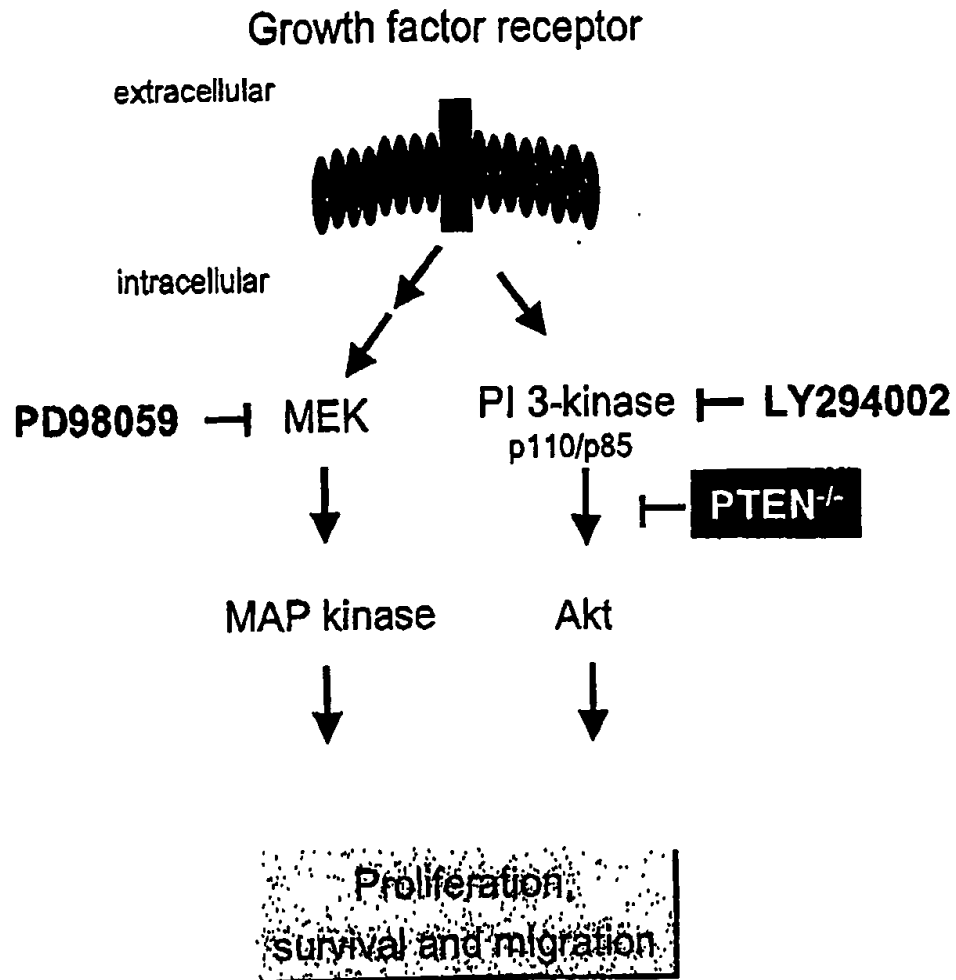 Growth factor receptor
extracellular
intracellular
PD98059 MEK PI 3-kinase LY294002
p110/p85
PTEN-/-
MAP kinase Akt
Proliferation,
survival and migration